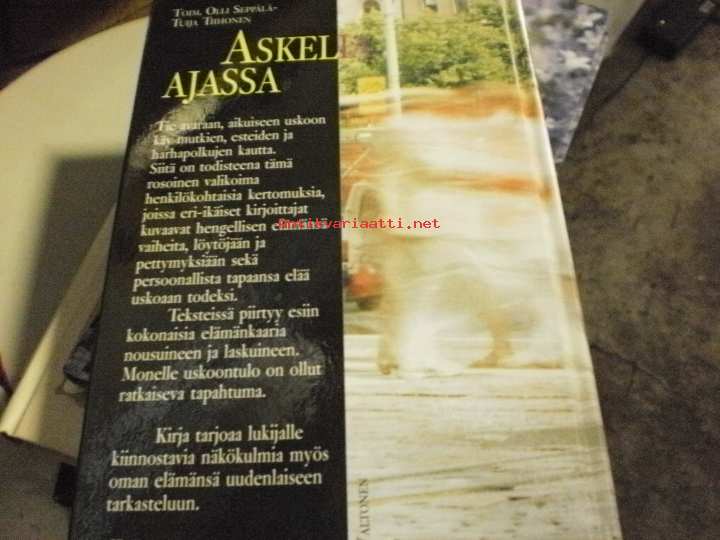 TOIM. OLLI SEPPÄLÄ-
TUIJA TIIHONEN
ASKEL
AJASSA
Tie avaraan, aikuiseen uskoon
käy mutkien, esteiden ja
harhapolkujen kautta.
Siitä on todisteena tämä
rosoinen valikoima
henkilökohtaisia kertomuksia,
joissa eri-ikäiset kirjoittajat
kuvaavat hengellisen
antikvariaatti.net
vaiheita, löytöjään ja
pettymyksiään sekä
persoonallista tapaansa elää
uskoaan todeksi.
Teksteissä piirtyy esiin
kokonaisia elämänkaaria
nousuineen ja laskuineen.
Monelle uskoontulo on ollut
ratkaiseva tapahtuma.
Kirja tarjoaa lukijalle
kiinnostavia näkökulmia myös
oman elämänsä uudenlaiseen
tarkasteluun.
ALTONEN